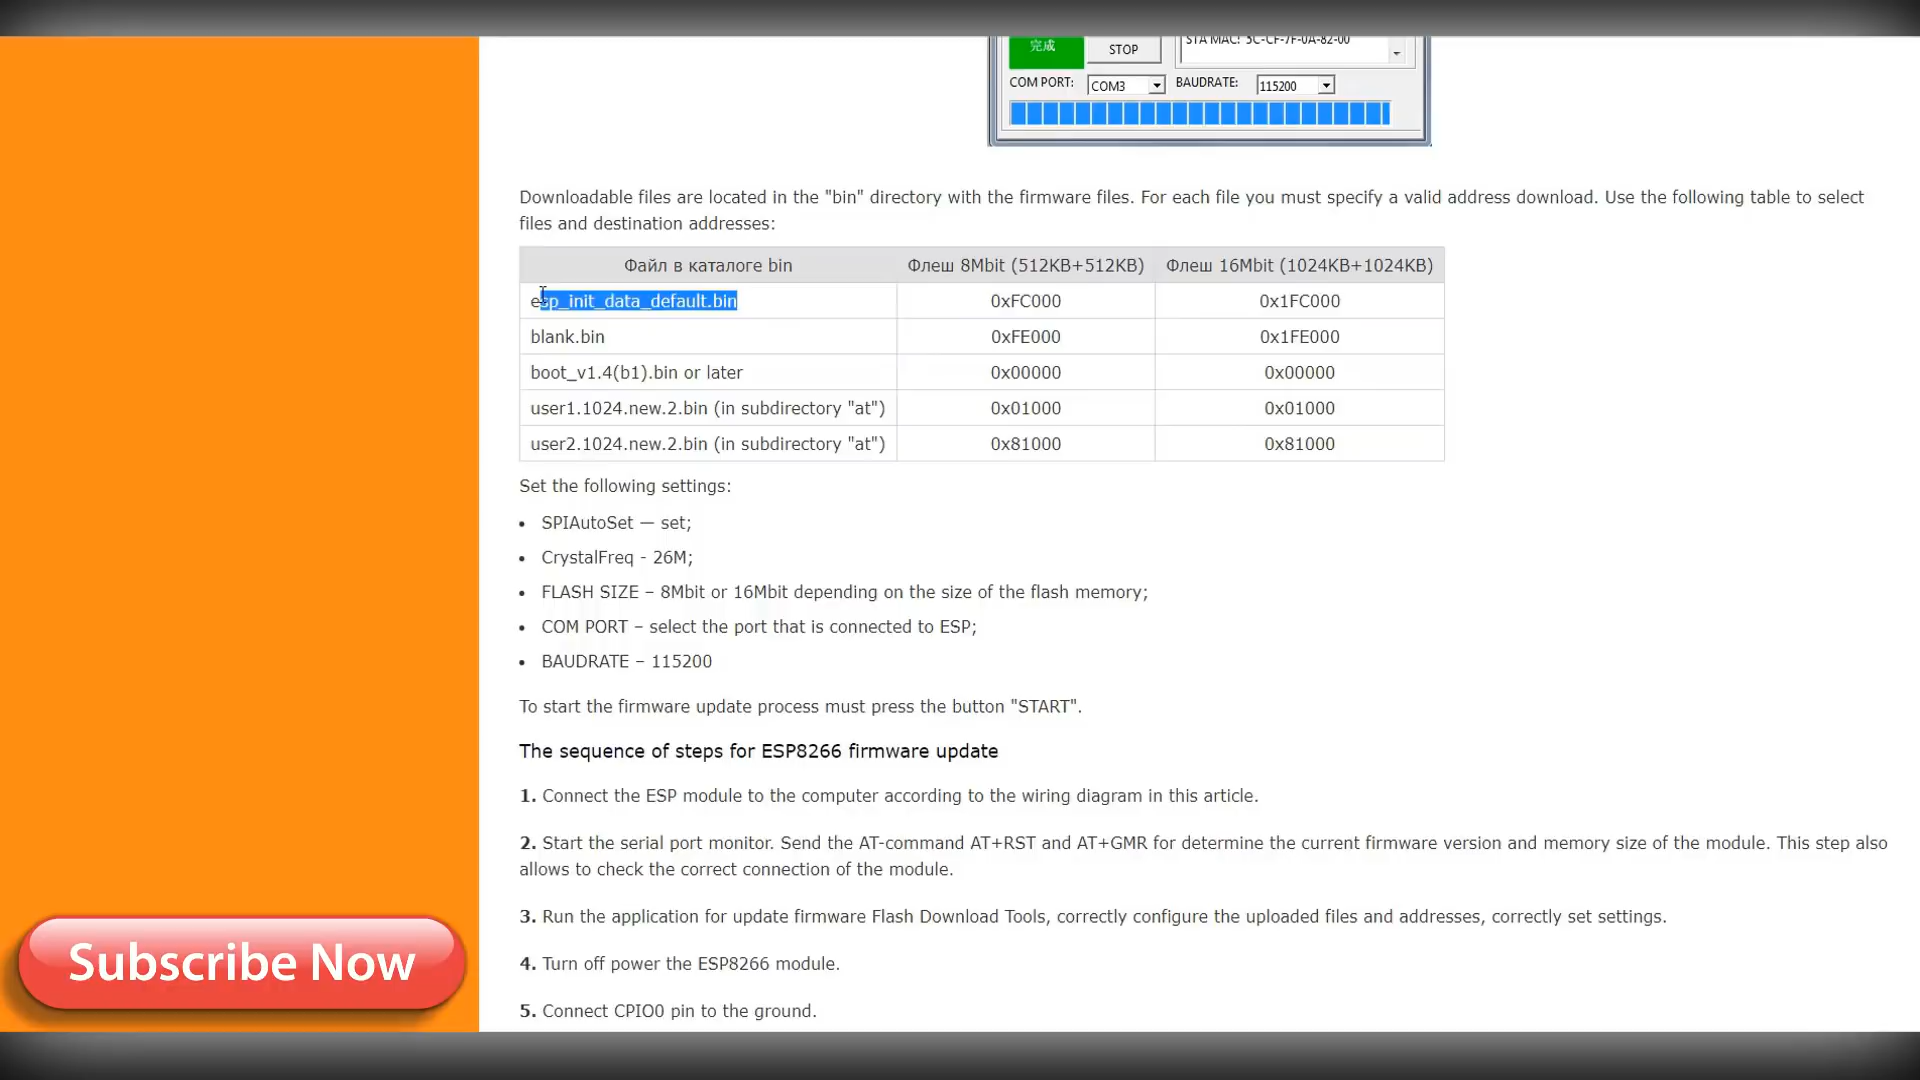 完成
STOP
STA MAC: 5C-CF-7F-0A-82-00
COM PORT:
COM3
BAUDRATE:
115200
Downloadable files are located in the "bin" directory with the firmware files. For each file you must specify a valid address download. Use the following table to select
files and destination addresses:
Файл в каталоге bin Флеш 8Mbit (512KB+512KB) Флеш 16Mbit (1024KB+1024KB)
esp_init_data_default.bin 0xFC000 0x1FC000
blank.bin 0xFE000 0x1FE000
boot_v1.4(b1).bin or later 0x00000 0x00000
user1.1024.new.2.bin (in subdirectory "at") 0x01000 0x01000
user2.1024.new.2.bin (in subdirectory "at") 0x81000 0x81000
Set the following settings:
• SPIAutoSet — set;
• CrystalFreq - 26M;
• FLASH SIZE – 8Mbit or 16Mbit depending on the size of the flash memory;
• COM PORT – select the port that is connected to ESP;
• BAUDRATE – 115200
To start the firmware update process must press the button "START".
The sequence of steps for ESP8266 firmware update
1. Connect the ESP module to the computer according to the wiring diagram in this article.
2. Start the serial port monitor. Send the AT-command AT+RST and AT+GMR for determine the current firmware version and memory size of the module. This step also
allows to check the correct connection of the module.
3. Run the application for update firmware Flash Download Tools, correctly configure the uploaded files and addresses, correctly set settings.
4. Turn off power the ESP8266 module.
5. Connect CPIO0 pin to the ground.
Subscribe Now